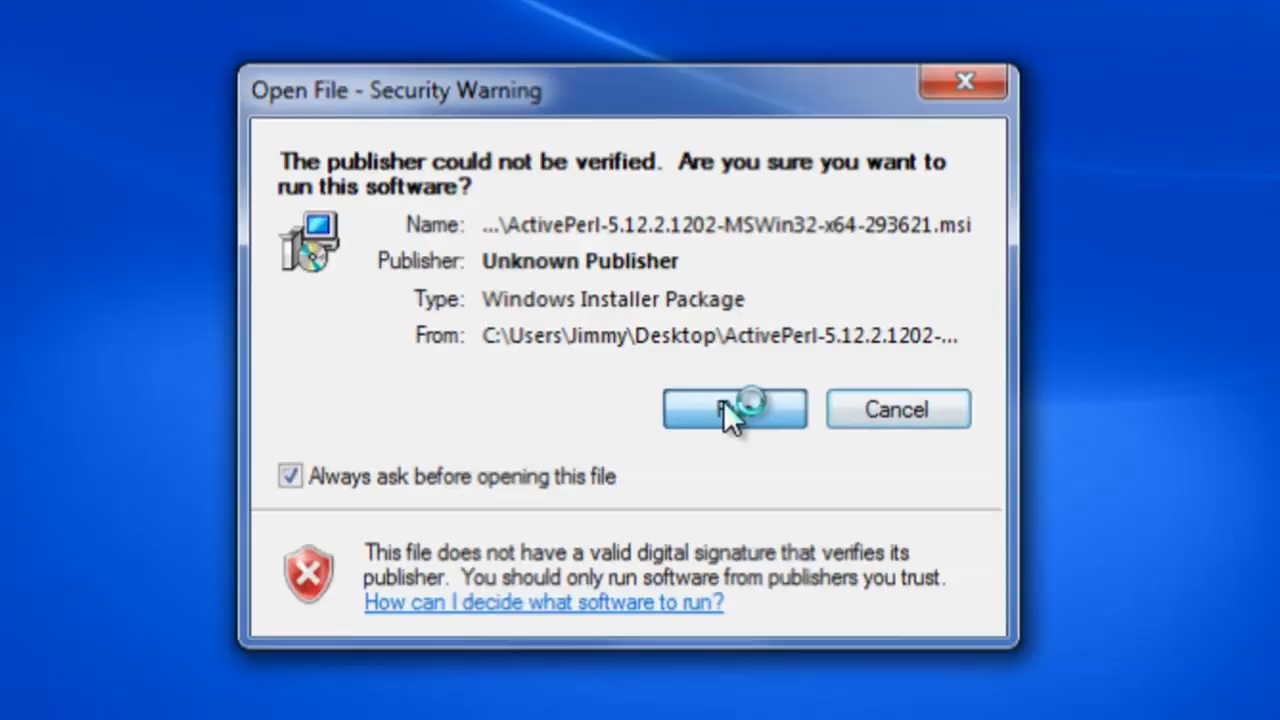 Open File - Security Warning
The publisher could not be verified.  Are you sure you want to
run this software?
Name: ...\ActivePerl-5.12.2.1202-MSWin32-x64-293621.msi
Publisher: Unknown Publisher
Type: Windows Installer Package
From: C:\Users\Jimmy\Desktop\ActivePerl-5.12.2.1202-...
Cancel
Always ask before opening this file
This file does not have a valid digital signature that verifies its
publisher.  You should only run software from publishers you trust.
How can I decide what software to run?